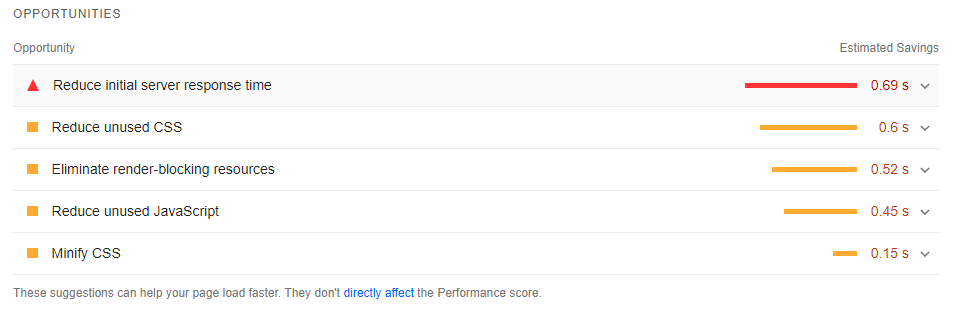 OPPORTUNITIES
Opportunity Estimated Savings
Reduce initial server response time 0.69 s
Reduce unused CSS 0.6 s
Eliminate render-blocking resources 0.52 s
Reduce unused JavaScript 0.45 s
Minify CSS 0.15 s
These suggestions can help your page load faster. They don't directly affect the Performance score.